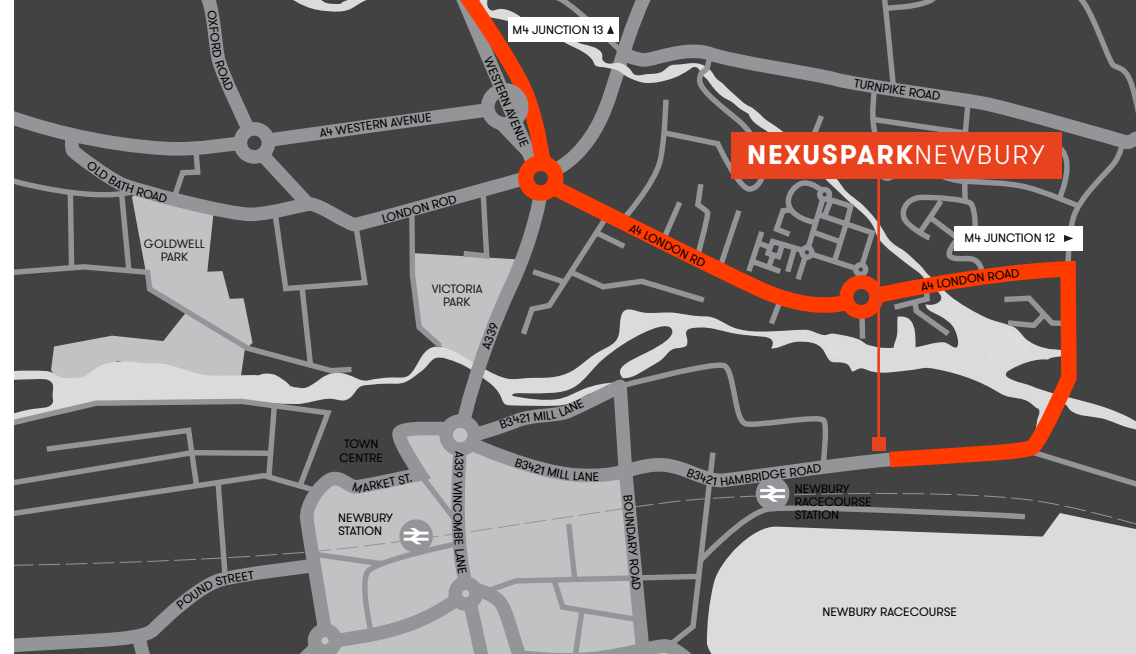 OXFORD ROAD
M4 JUNCTION 13 ▲
WESTERN AVENUE
A4 WESTERN AVENUE
TURNPIKE ROAD
NEXUSPARKNEWBURY
OLD BATH ROAD
LONDON ROD
GOLDWELL
PARK
A4 LONDON RD
M4 JUNCTION 12 ►
A4 LONDON ROAD
VICTORIA
PARK
A339
B3421 MILL LANE
TOWN
CENTRE
MARKET ST.
A339 WINCOMBE LANE
B3421 MILL LANE
B3421 HAMBRIDGE ROAD
NEWBURY
RACECOURSE
STATION
NEWBURY
STATION
BOUNDARY ROAD
POUND STREET
NEWBURY RACECOURSE